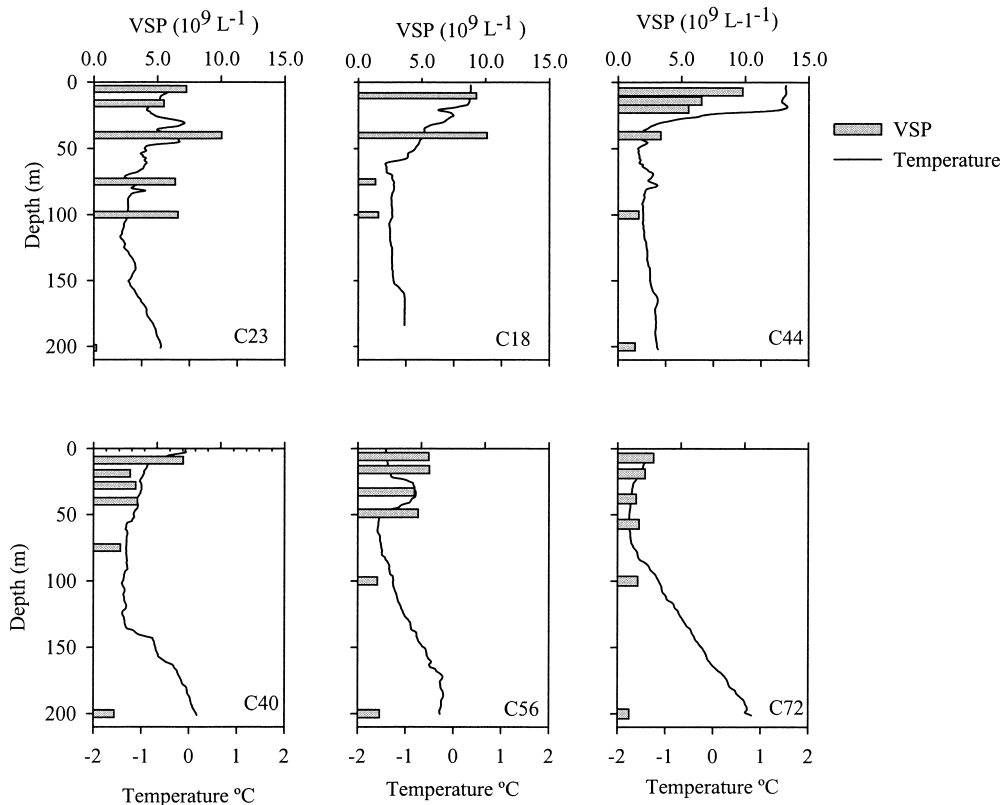 VSP (10⁹ L⁻¹) VSP (10⁹ L⁻¹) VSP (10⁹ L-1⁻¹)
0.0 5.0 10.0 15.0 0.0 5.0 10.0 15.0 0.0 5.0 10.0 15.0
0
50
100
150
200
Depth (m)
C23
C18
C44
VSP
Temperature
0
50
100
150
200
Depth (m)
C40
C56
C72
-2 -1 0 1 2 -2 -1 0 1 2 -2 -1 0 1 2
Temperature ºC Temperature ºC Temperature ºC